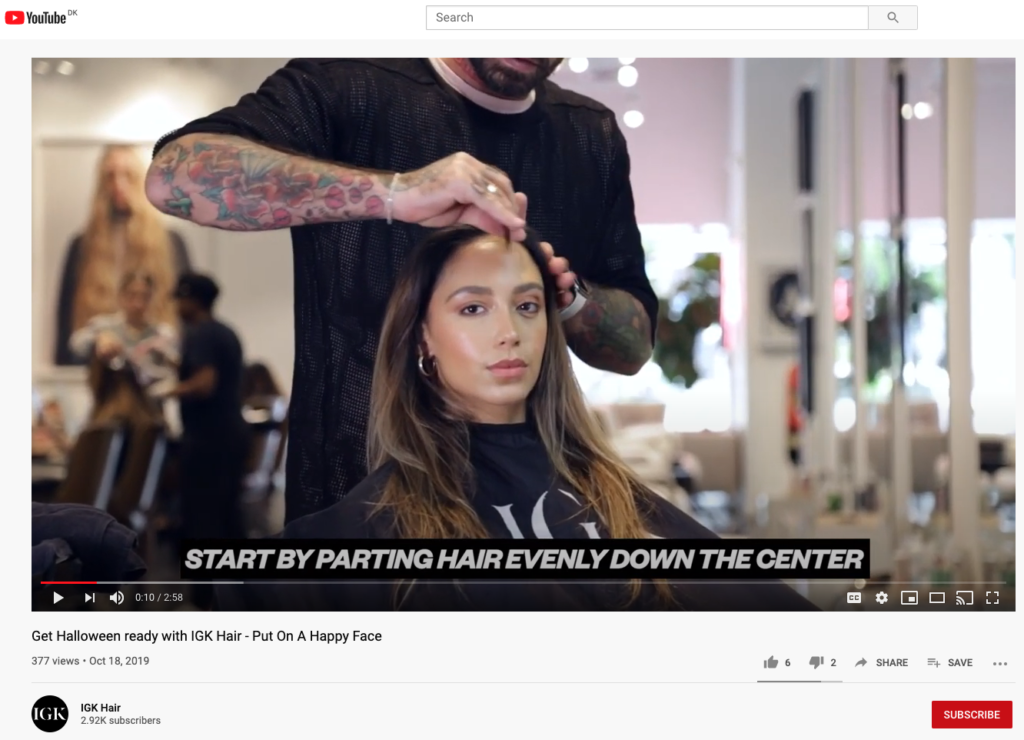 YouTube DK
Search
IGK
START BY PARTING HAIR EVENLY DOWN THE CENTER
0:10 / 2:58
CC
Get Halloween ready with IGK Hair - Put On A Happy Face
377 views • Oct 18, 2019
6
2
SHARE
SAVE
IGK
IGK Hair
2.92K subscribers
SUBSCRIBE